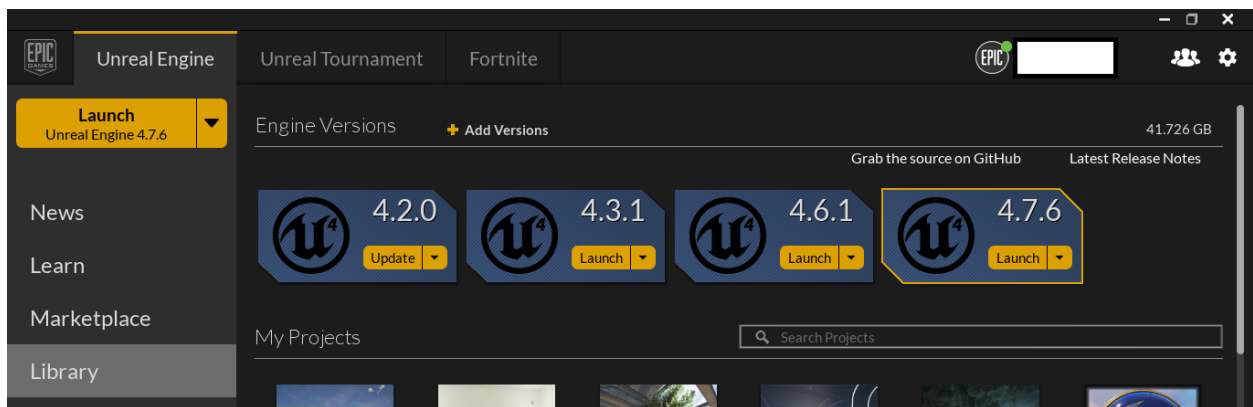 EPIC GAMES
Unreal Engine
Unreal Tournament
Fortnite
EPIC
Launch
Unreal Engine 4.7.6
Engine Versions
+ Add Versions
41.726 GB
Grab the source on GitHub
Latest Release Notes
News
Learn
Marketplace
Library
4.2.0
Update
4.3.1
Launch
4.6.1
Launch
4.7.6
Launch
My Projects
Search Projects